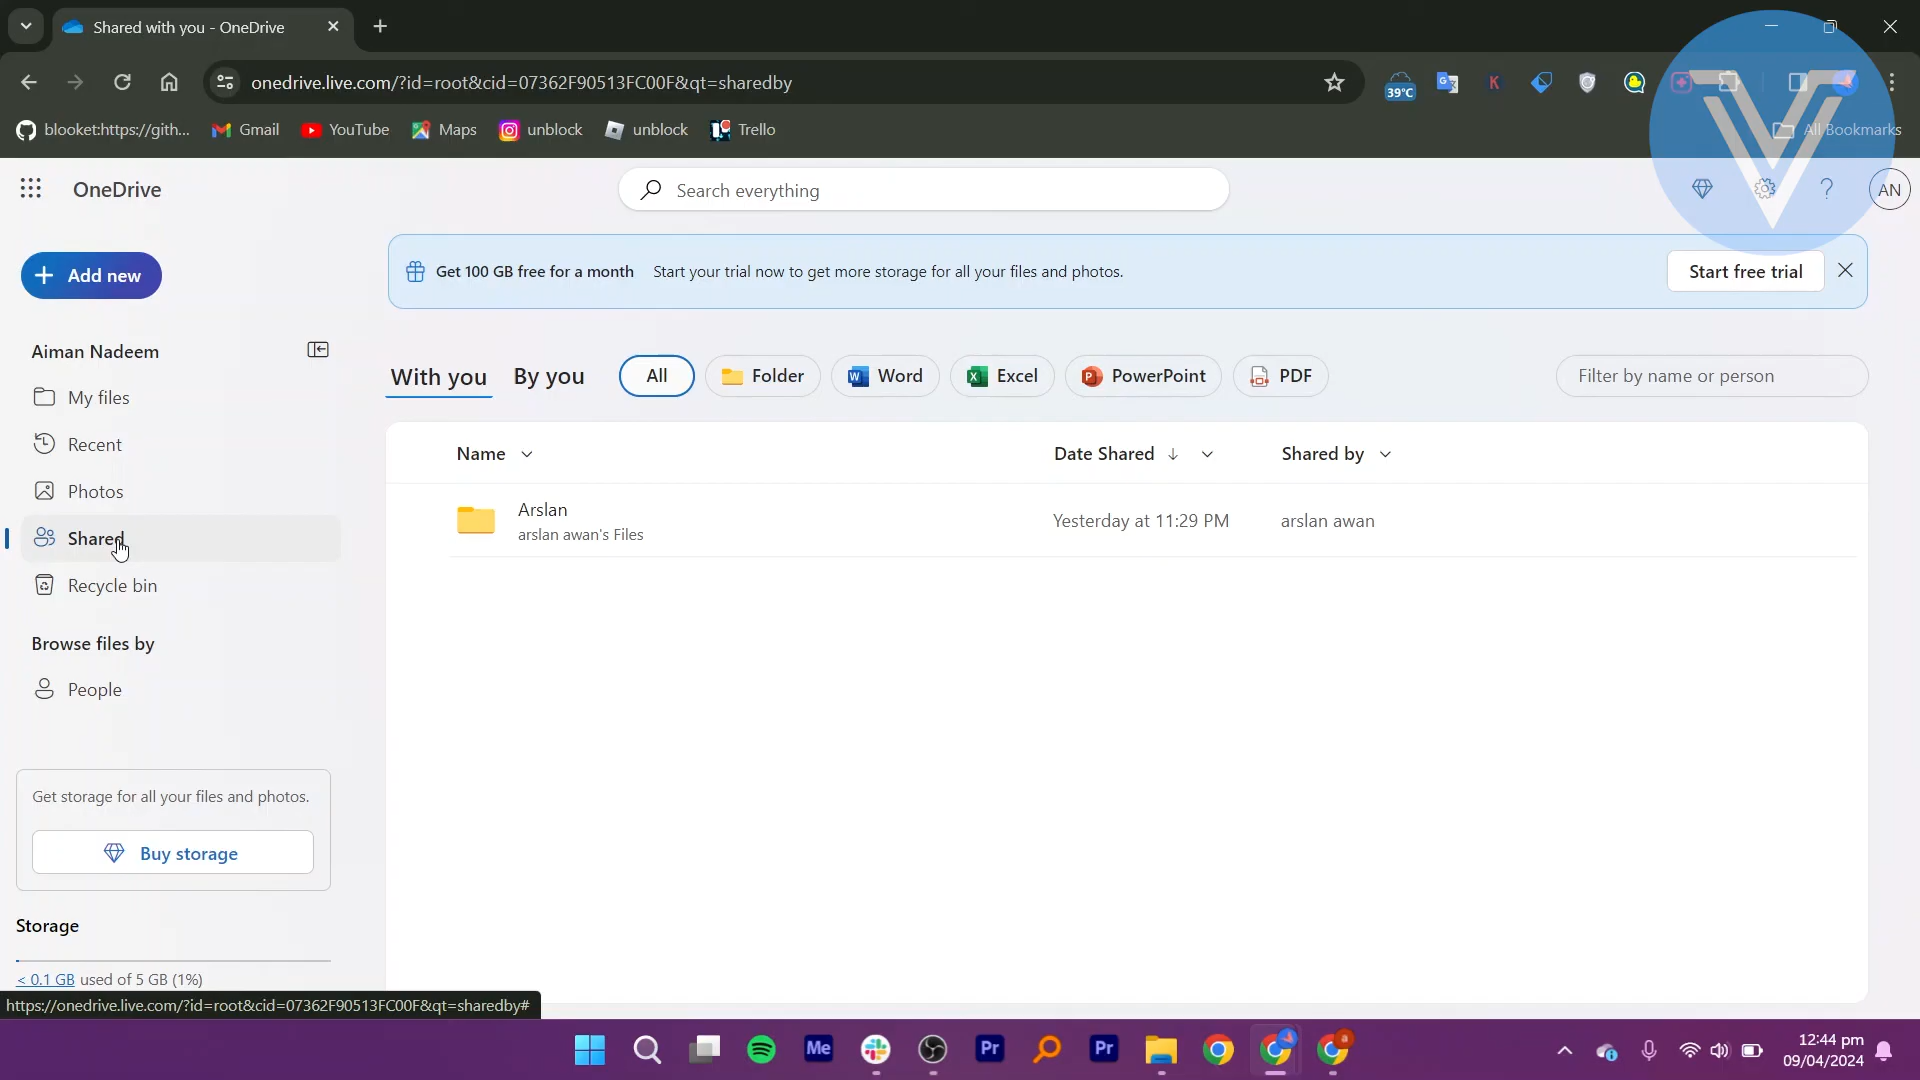 Shared with you - OneDrive
onedrive.live.com/?id=root&cid=07362F90513FC00F&qt=sharedby
39°C
K
blooket:https://gith...
Gmail
YouTube
Maps
unblock
unblock
Trello
All Bookmarks
OneDrive
Search everything
?
AN
Add new
Get 100 GB free for a month
Start your trial now to get more storage for all your files and photos.
Start free trial
Aiman Nadeem
My files
Recent
Photos
Shared
Recycle bin
Browse files by
People
With you
By you
All
Folder
Word
Excel
PowerPoint
PDF
Filter by name or person
Name
Date Shared
Shared by
Arslan
arslan awan's Files
Yesterday at 11:29 PM
arslan awan
Get storage for all your files and photos.
Buy storage
Storage
< 0.1 GB used of 5 GB (1%)
https://onedrive.live.com/?id=root&cid=07362F90513FC00F&qt=sharedby#
Me
Pr
Pr
a
12:44 pm
09/04/2024